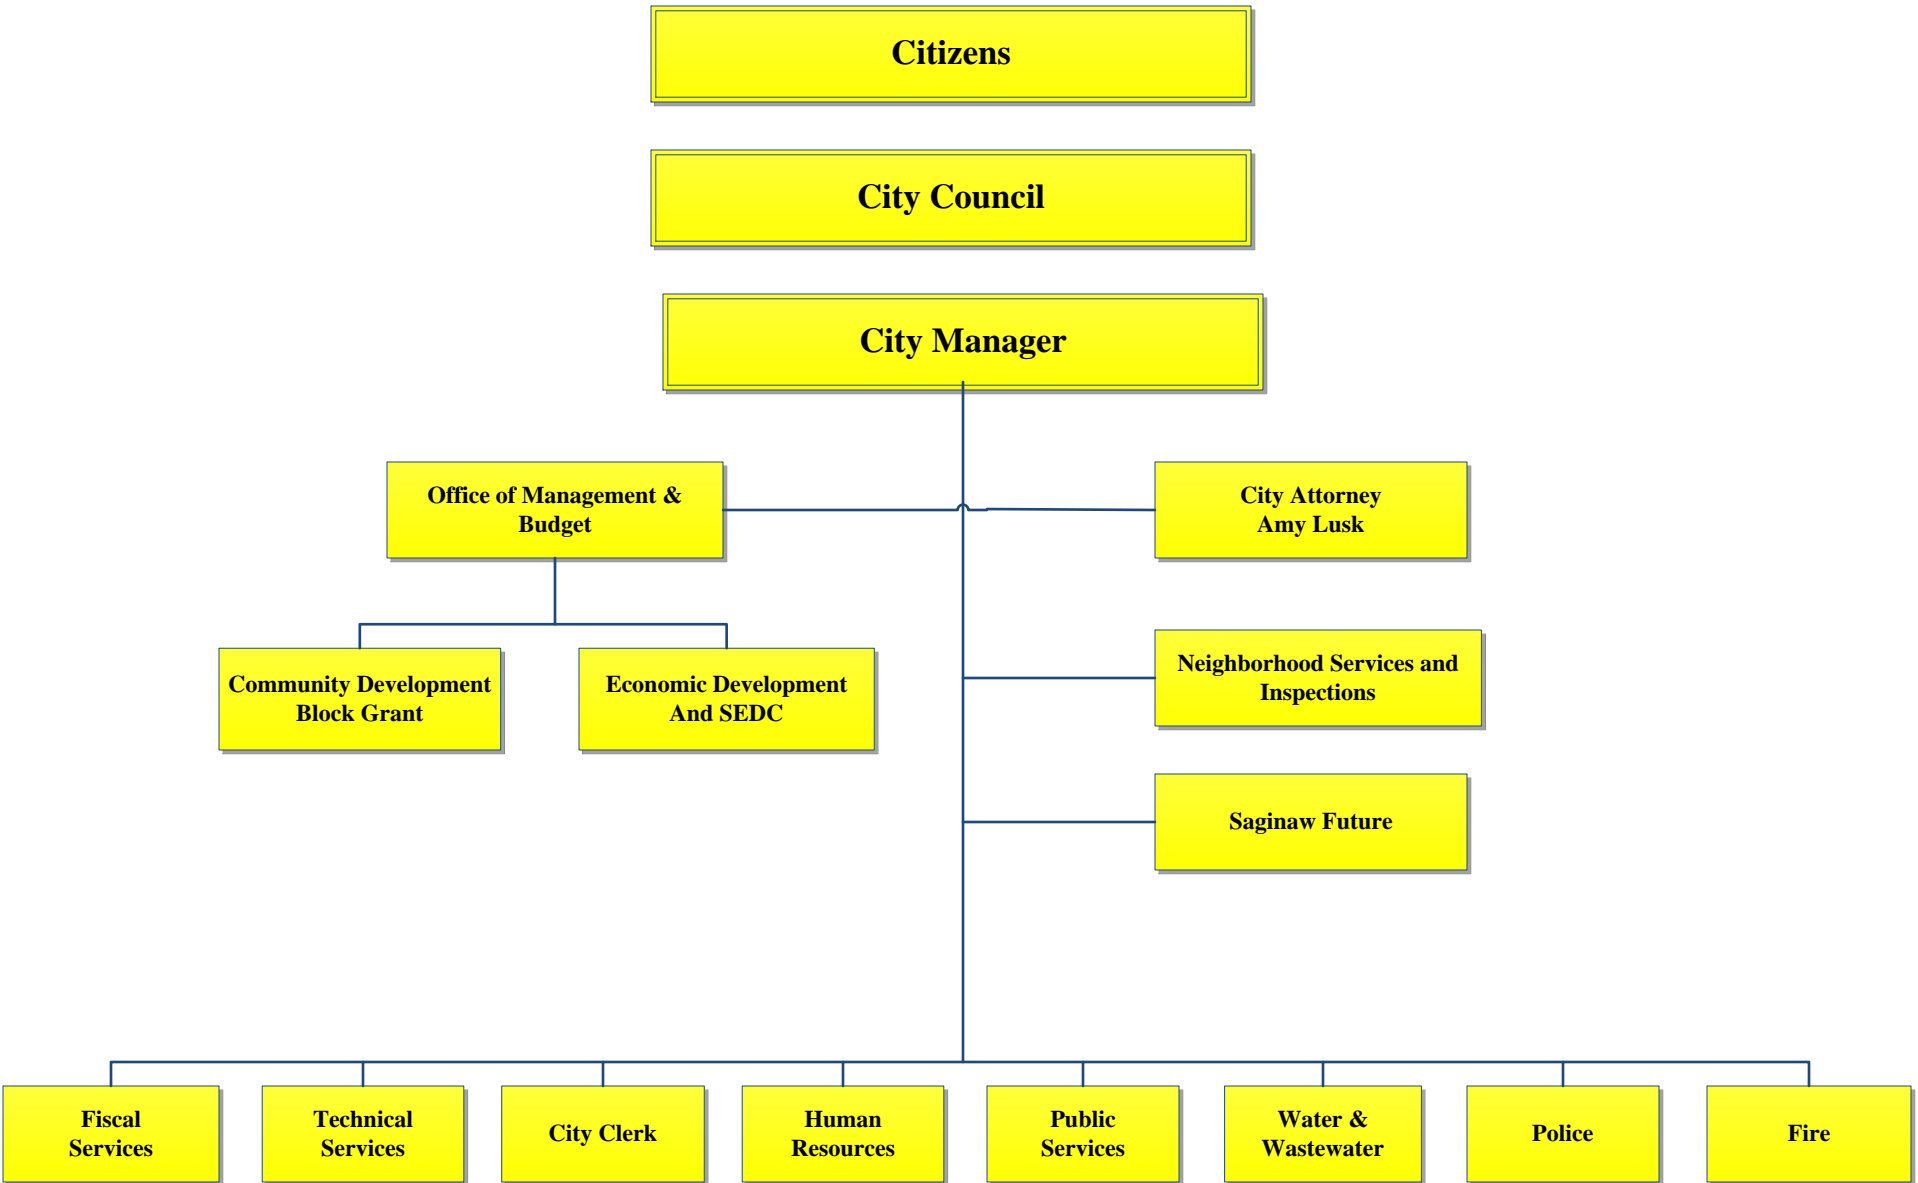 Citizens
City Council
City Manager
Office of Management &
Budget
City Attorney
Amy Lusk
Community Development
Block Grant
Economic Development
And SEDC
Neighborhood Services and
Inspections
Saginaw Future
Fiscal
Services
Technical
Services
City Clerk
Human
Resources
Public
Services
Water &
Wastewater
Police
Fire